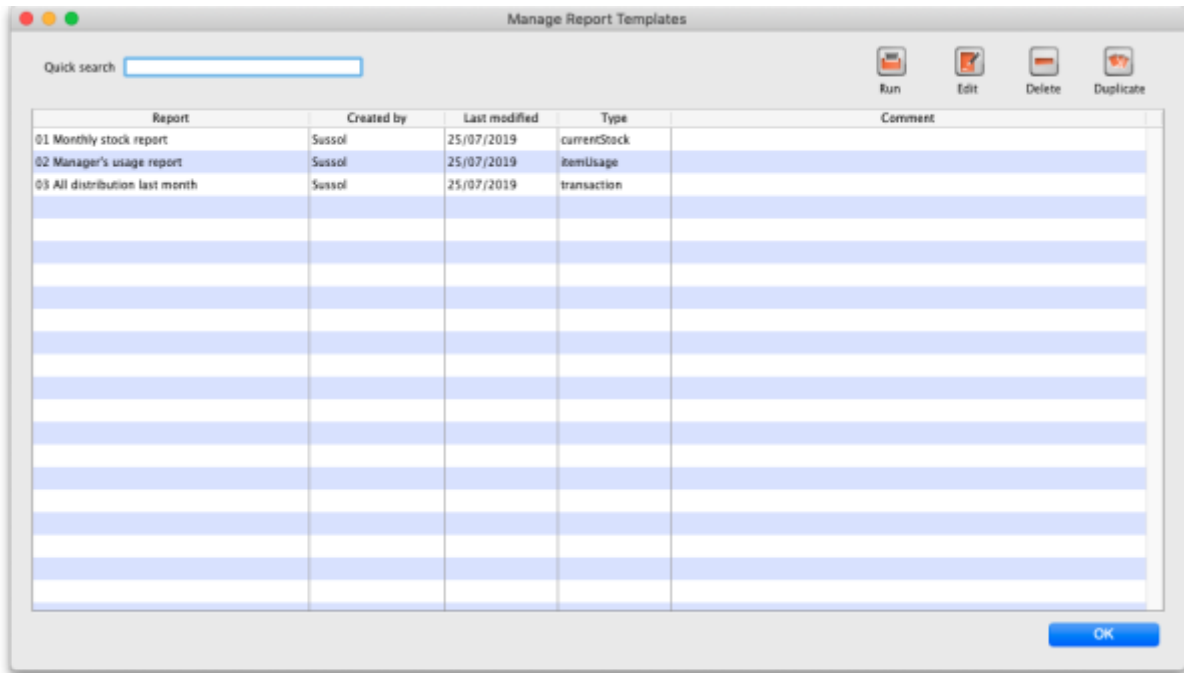 Manage Report Templates
Quick search
Run Edit Delete Duplicate
Report Created by Last modified Type Comment
01 Monthly stock report Sussol 25/07/2019 currentStock
02 Manager's usage report Sussol 25/07/2019 itemUsage
03 All distribution last month Sussol 25/07/2019 transaction
OK